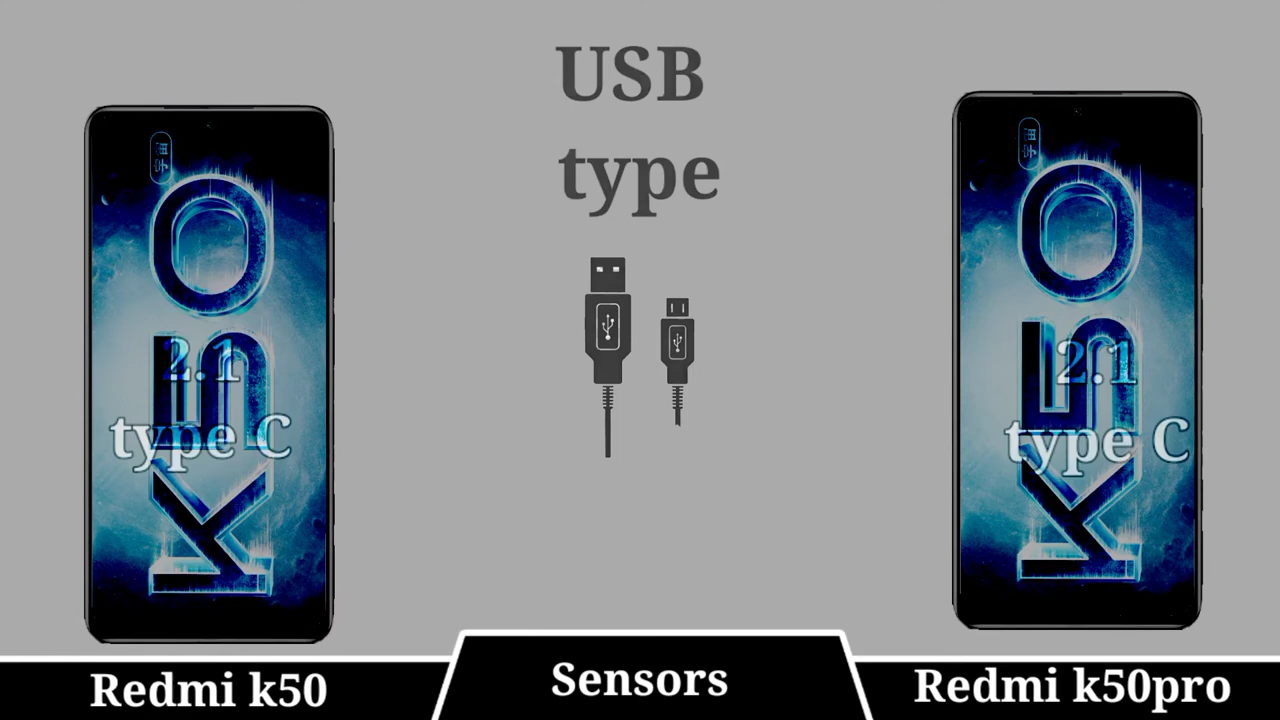 USB
type
K50
2.1
type C
K50
2.1
type C
Redmi k50
Sensors
Redmi k50pro